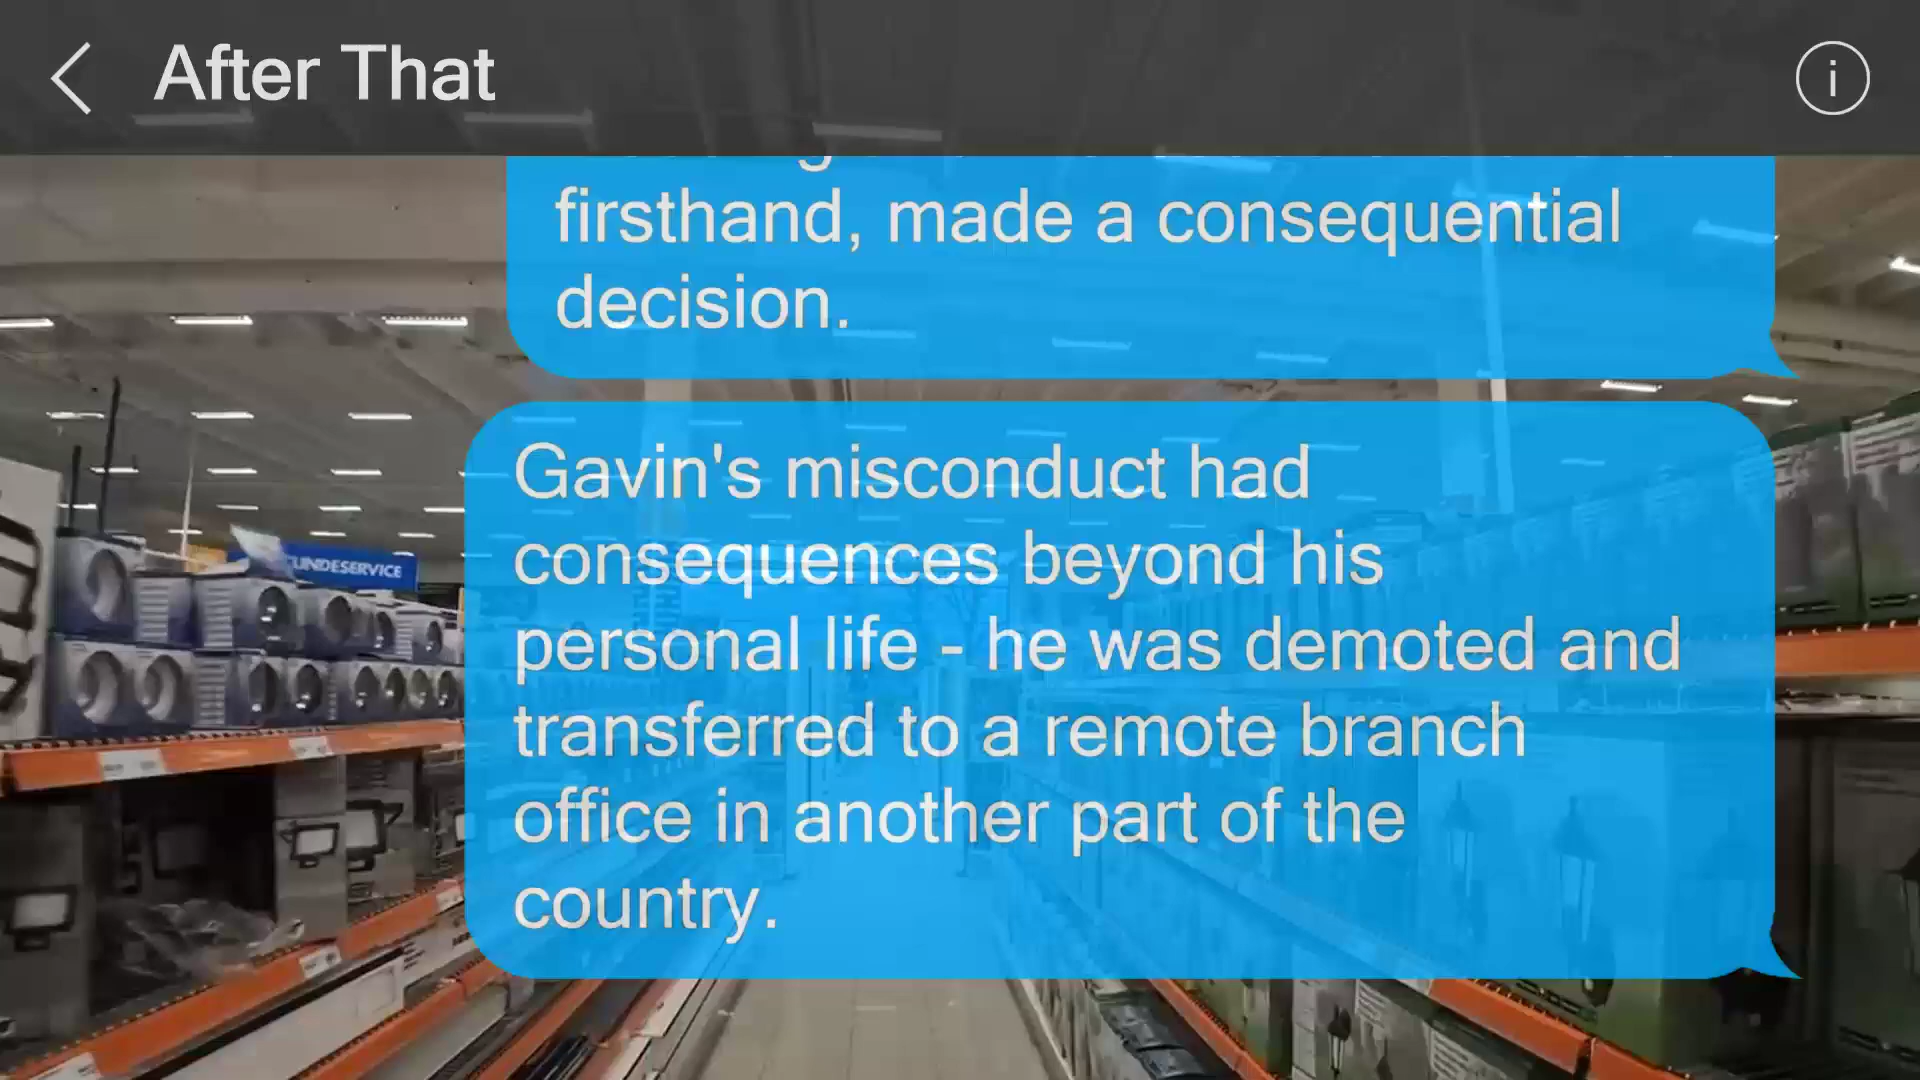 After That
firsthand, made a consequential
decision.
Gavin's misconduct had
consequences beyond his
personal life - he was demoted and
transferred to a remote branch
office in another part of the
country.
UNDESERVICE